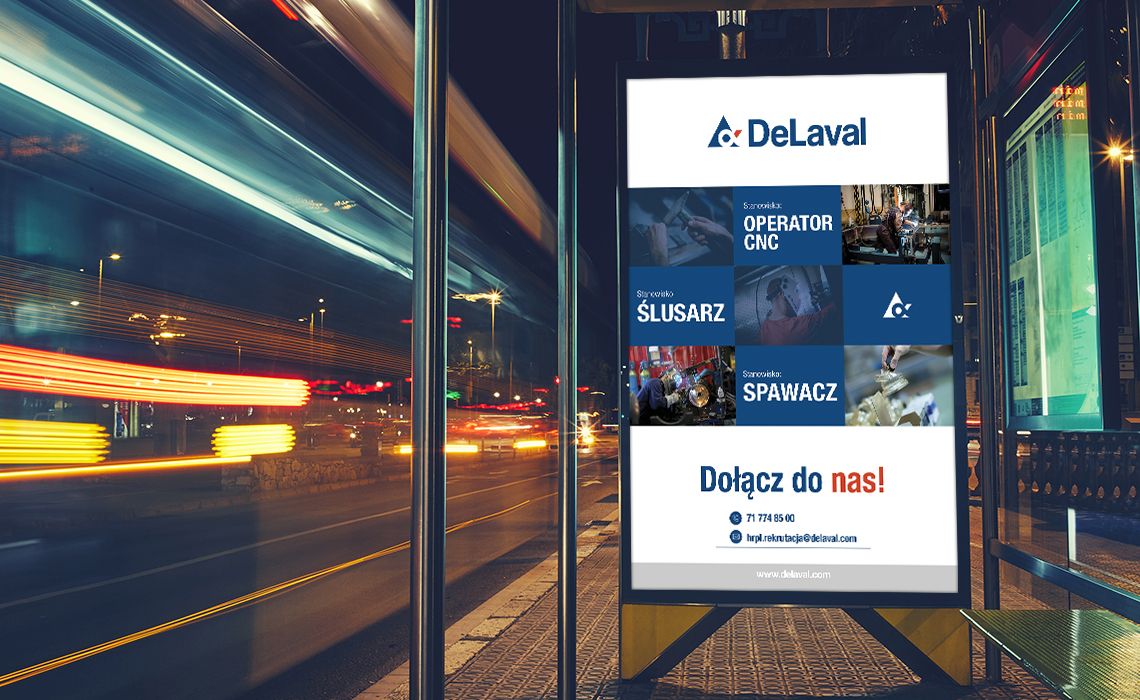 DeLaval
Stanowisko:
OPERATOR
CNC
Stanowisko
ŚLUSARZ
Stanowisko:
SPAWACZ
Dołącz do nas!
71 774 85 00
hrpl.rekrutacja@delaval.com
www.delaval.com